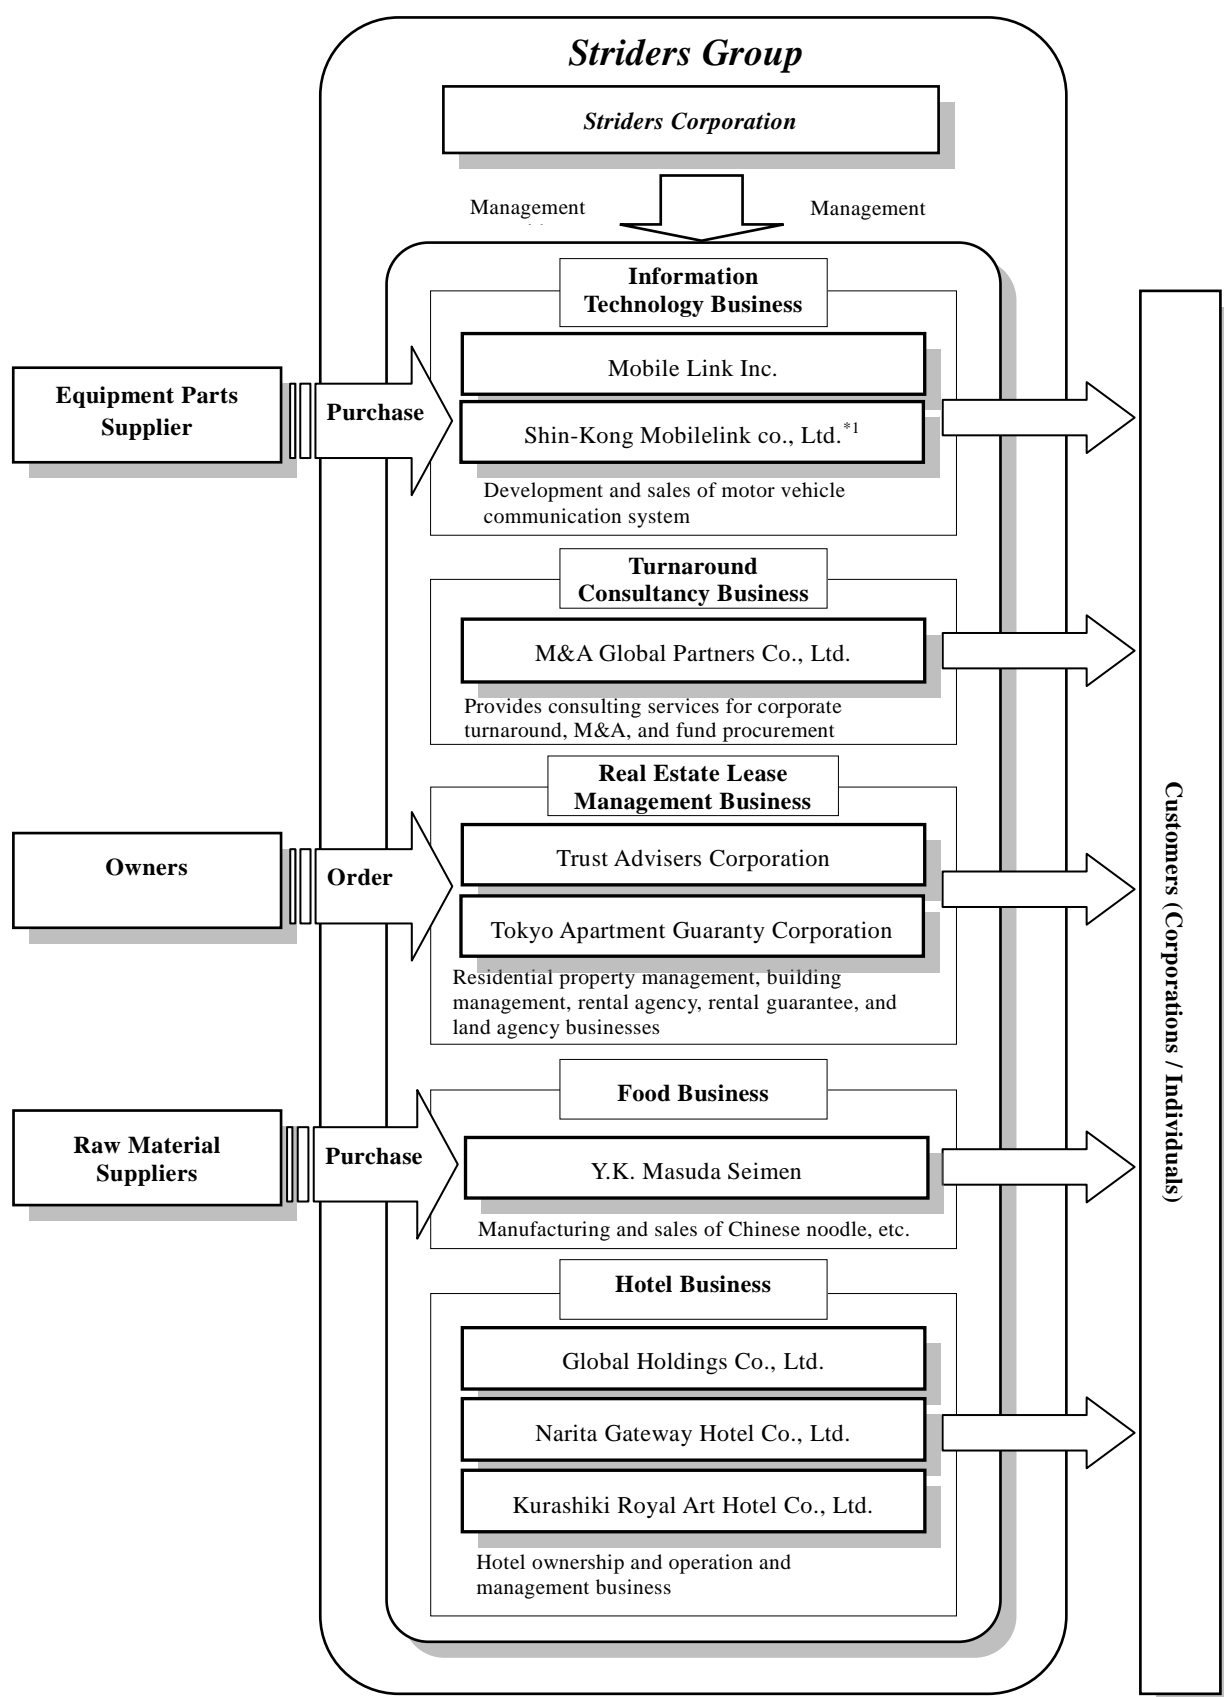 Striders Group
Striders Corporation
Management
Management
Information
Technology Business
Mobile Link Inc.
Shin-Kong Mobilelink co., Ltd.*1
Development and sales of motor vehicle
communication system
Equipment Parts
Supplier
Purchase
Turnaround
Consultancy Business
M&A Global Partners Co., Ltd.
Provides consulting services for corporate
turnaround, M&A, and fund procurement
Real Estate Lease
Management Business
Trust Advisers Corporation
Tokyo Apartment Guaranty Corporation
Residential property management, building
management, rental agency, rental guarantee, and
land agency businesses
Owners
Order
Food Business
Y.K. Masuda Seimen
Manufacturing and sales of Chinese noodle, etc.
Raw Material
Suppliers
Purchase
Hotel Business
Global Holdings Co., Ltd.
Narita Gateway Hotel Co., Ltd.
Kurashiki Royal Art Hotel Co., Ltd.
Hotel ownership and operation and
management business
Customers (Corporations / Individuals)